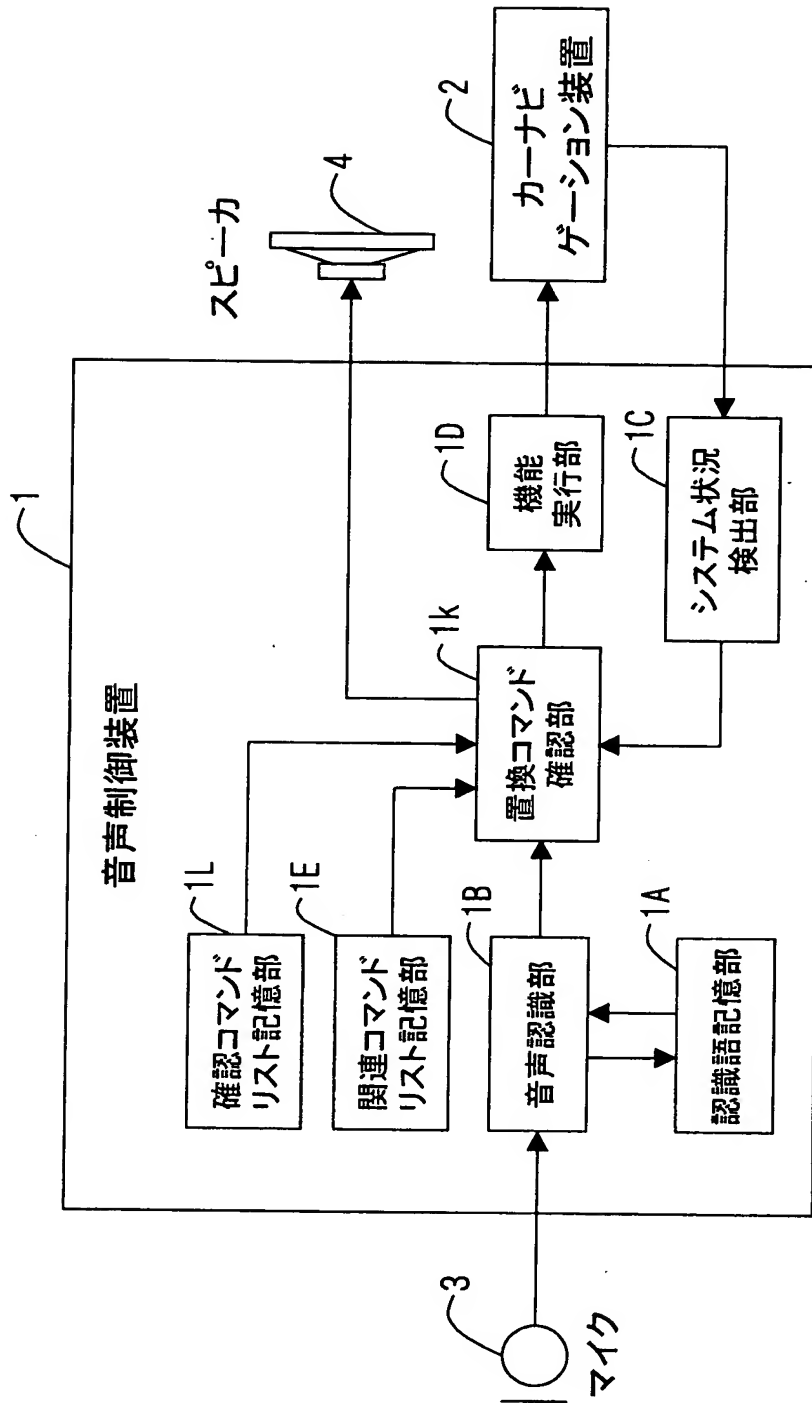 1
音声制御装置
スピーカ
4
2
カーナビ
ゲーション装置
1L
確認コマンド
リスト記憶部
1E
関連コマンド
リスト記憶部
1k
置換コマンド
確認部
1D
機能
実行部
1C
システム状況
検出部
1B
音声認識部
1A
認識語記憶部
3
マイク